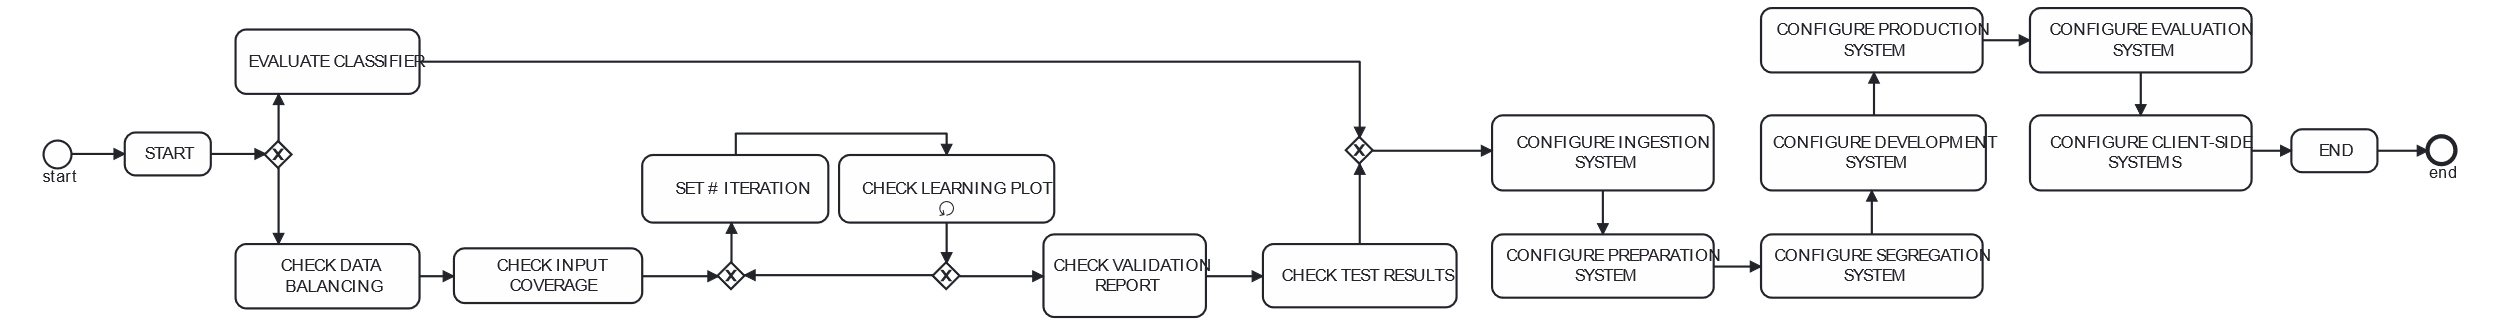 start
START
X
EVALUATE CLASSIFIER
CHECK DATA
BALANCING
CHECK INPUT
COVERAGE
X
SET # ITERATION
CHECK LEARNING PLOT
X
CHECK VALIDATION
REPORT
CHECK TEST RESULTS
X
CONFIGURE INGESTION
SYSTEM
CONFIGURE PREPARATION
SYSTEM
CONFIGURE SEGREGATION
SYSTEM
CONFIGURE DEVELOPMENT
SYSTEM
CONFIGURE PRODUCTION
SYSTEM
CONFIGURE EVALUATION
SYSTEM
CONFIGURE CLIENT-SIDE
SYSTEMS
END
end